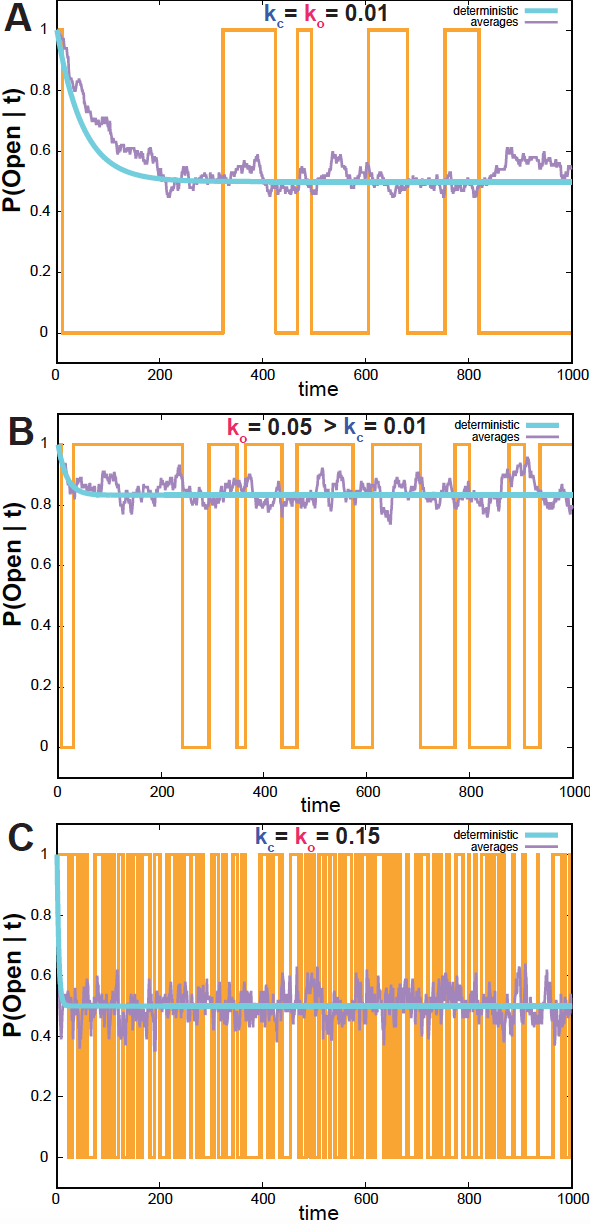 A
k_c = k_o = 0.01
deterministic
averages
1
0.8
0.6
0.4
0.2
0
P(Open | t)
0 200 400 600 800 1000
time
B
k_o = 0.05 > k_c = 0.01
deterministic
averages
1
0.8
0.6
0.4
0.2
0
P(Open | t)
0 200 400 600 800 1000
time
C
k_c = k_o = 0.15
deterministic
averages
1
0.8
0.6
0.4
0.2
0
P(Open | t)
0 200 400 600 800 1000
time